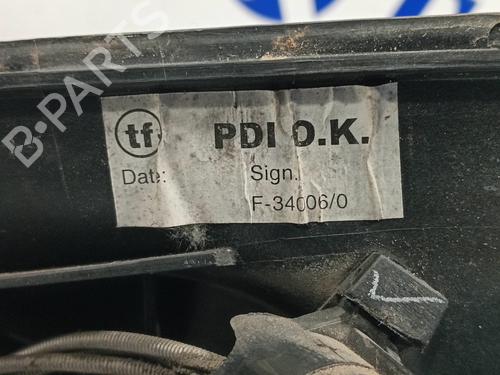 B-PARTS
tf PDI O.K.
Date: Sign.
F-34006/0